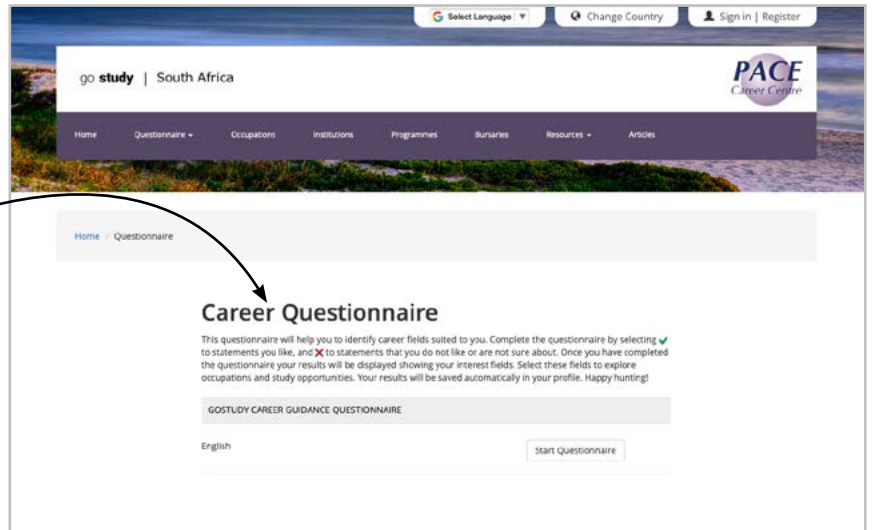 Select Language ▼
Change Country
Sign in | Register
go study | South Africa
PACE
Career Centre
Home Questionnaire Occupations Institutions Programmes Bursaries Resources Articles
Home / Questionnaire
Career Questionnaire
This questionnaire will help you to identify career fields suited to you. Complete the questionnaire by selecting ✔
to statements you like, and ✖ to statements that you do not like or are not sure about. Once you have completed
the questionnaire your results will be displayed showing your interest fields. Select these fields to explore
occupations and study opportunities. Your results will be saved automatically in your profile. Happy hunting!
GOSTUDY CAREER GUIDANCE QUESTIONNAIRE
English
Start Questionnaire